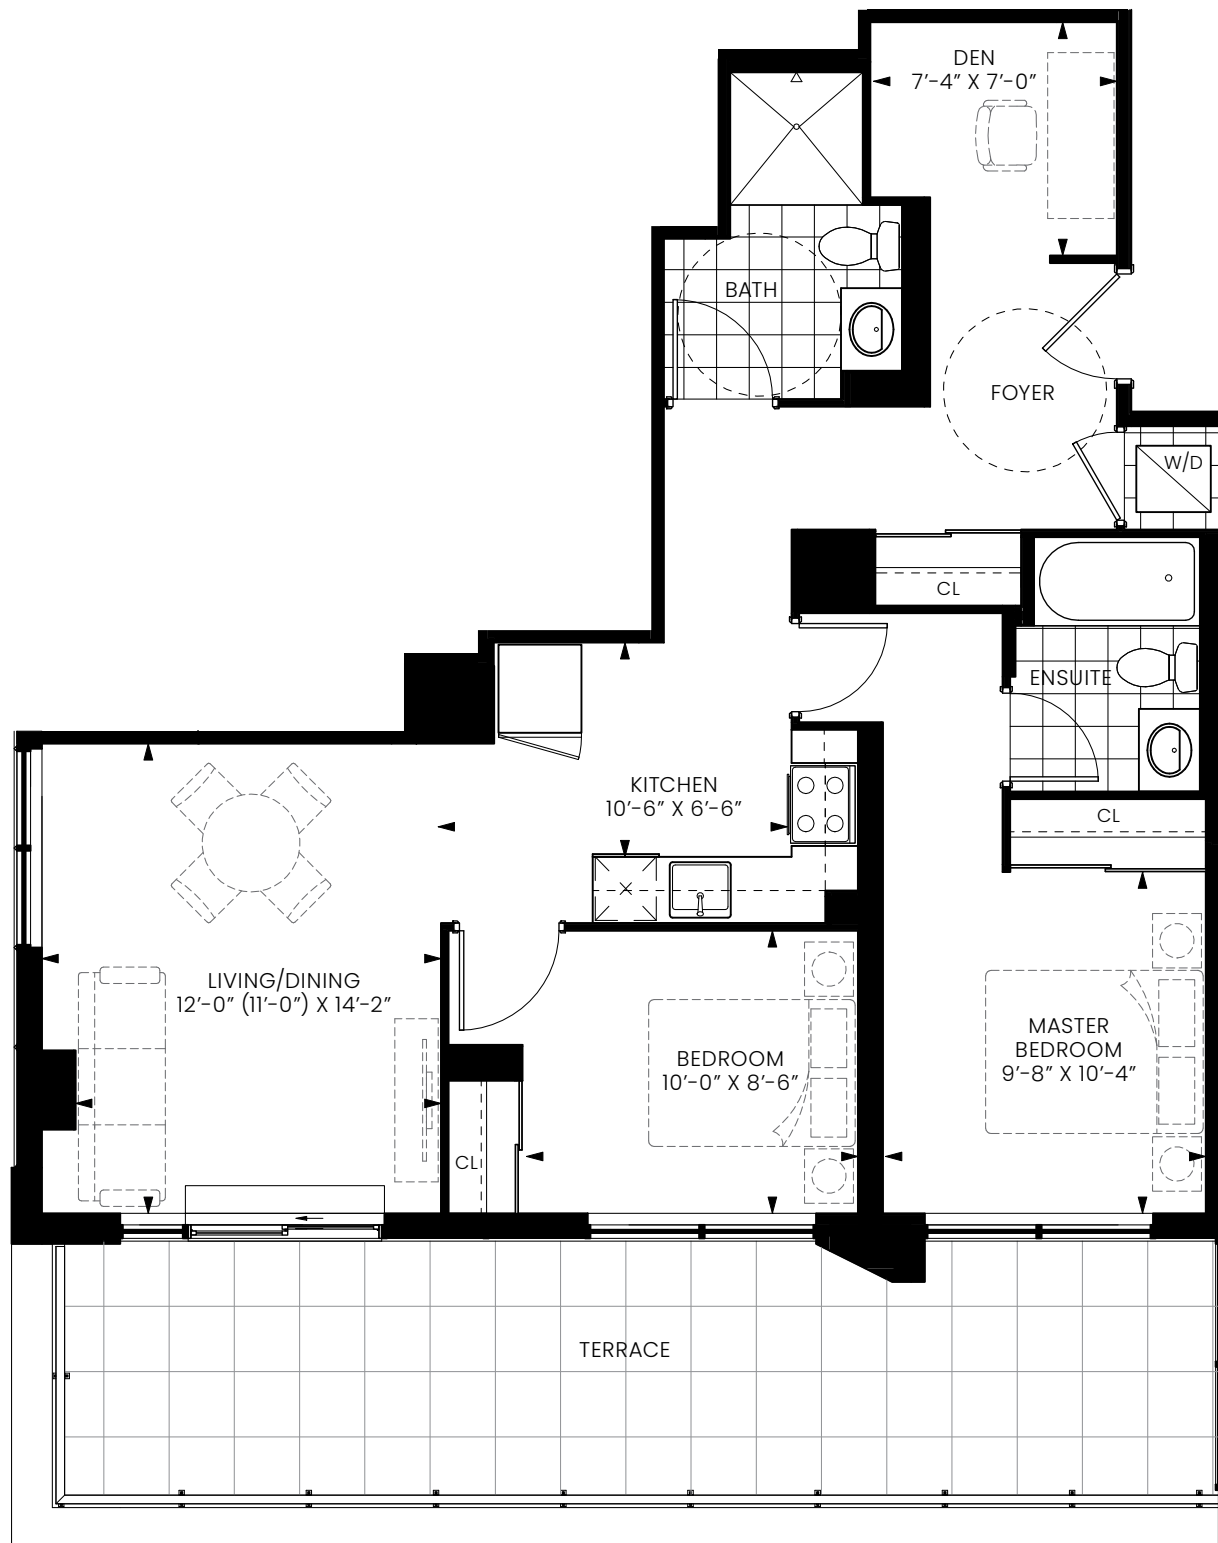 DEN
7’-4” X 7’-0”
BATH
FOYER
W/D
CL
ENSUITE
KITCHEN
10’-6” X 6’-6”
CL
LIVING/DINING
12’-0” (11’-0”) X 14’-2”
MASTER
BEDROOM
9’-8” X 10’-4”
BEDROOM
10’-0” X 8’-6”
CL
TERRACE